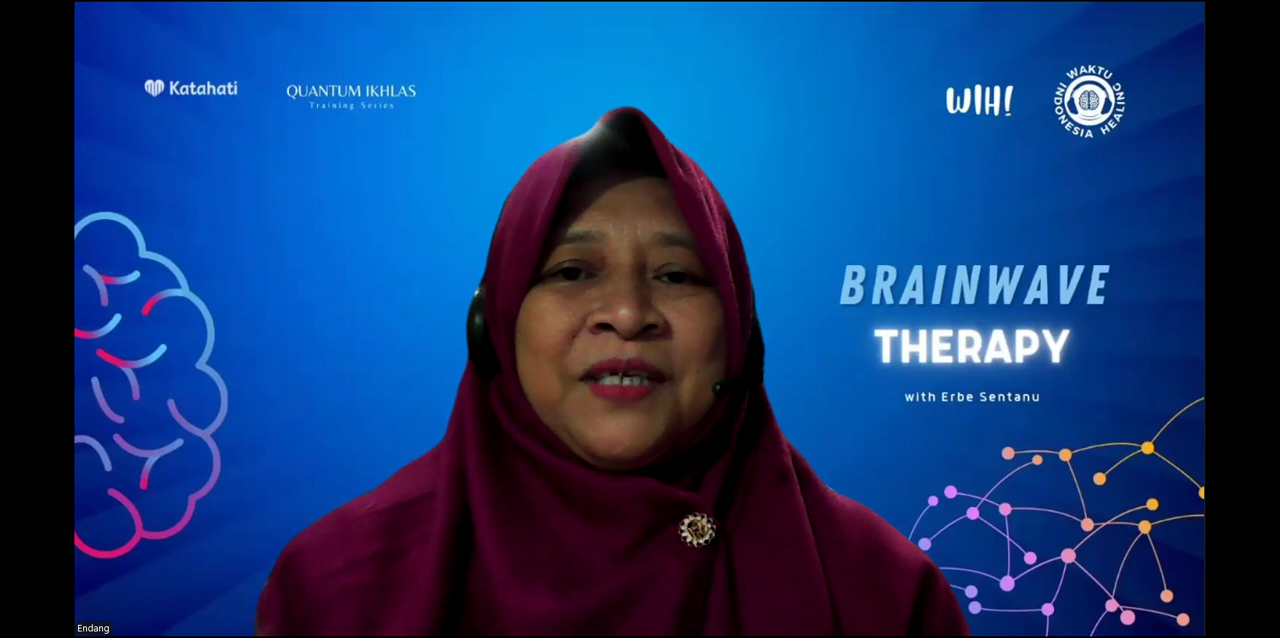 Katahati
QUANTUM IKHLAS
Training Series
WIH!
WAKTU INDONESIA HEALING
BRAINWAVE
THERAPY
with Erbe Sentanu
Endang